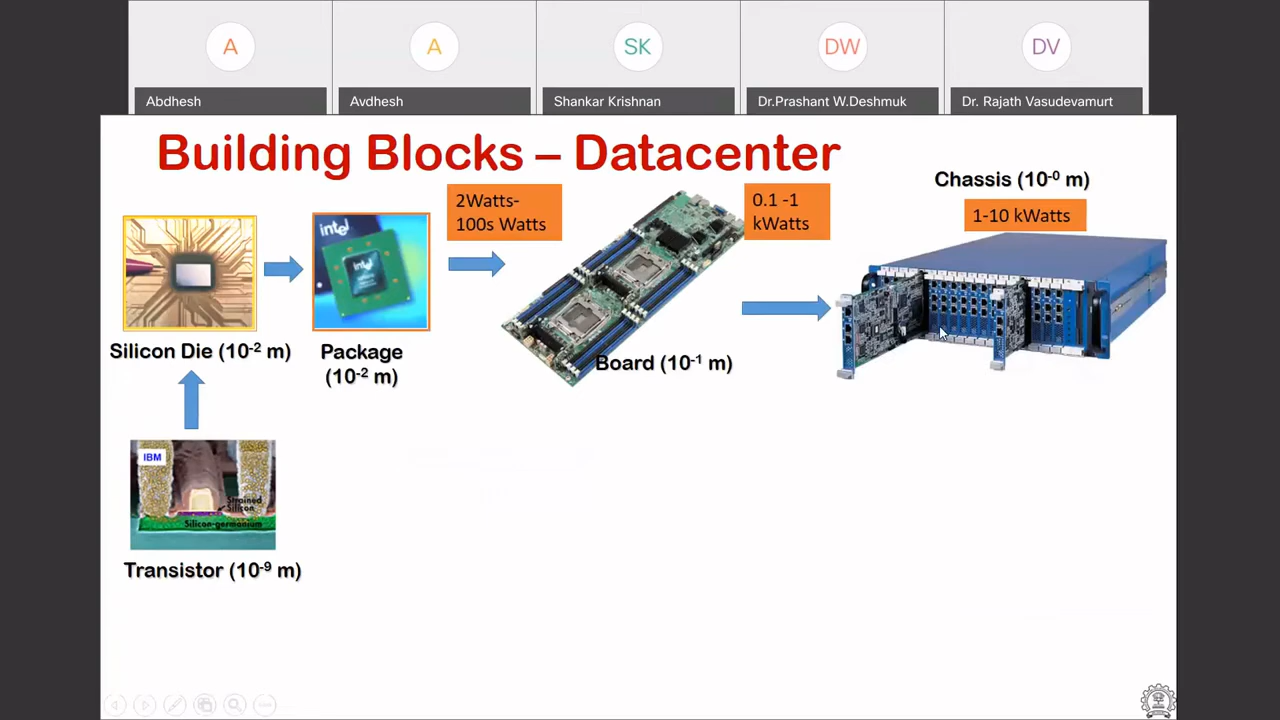 A
A
SK
DW
DV
Abdhesh
Avdhesh
Shankar Krishnan
Dr.Prashant W.Deshmuk
Dr. Rajath Vasudevamurt
Building Blocks – Datacenter
2Watts-
100s Watts
0.1 -1
kWatts
Chassis (10-0 m)
1-10 kWatts
intel
intel
Silicon Die (10-2 m)
Package
(10-2 m)
Board (10-1 m)
IBM
Strained
Silicon
Silicon-germanium
Transistor (10-9 m)